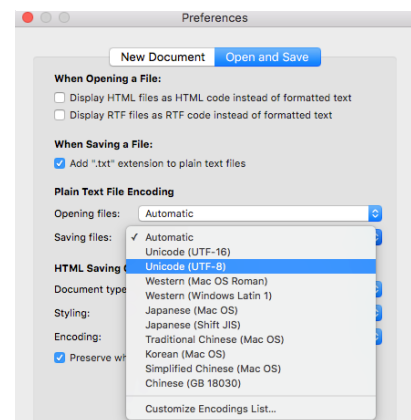 Preferences
New Document Open and Save
When Opening a File:
Display HTML files as HTML code instead of formatted text
Display RTF files as RTF code instead of formatted text
When Saving a File:
Add ".txt" extension to plain text files
Plain Text File Encoding
Opening files: Automatic
Saving files: ✓ Automatic
Unicode (UTF-16)
Unicode (UTF-8)
HTML Saving
Western (Mac OS Roman)
Document type
Western (Windows Latin 1)
Japanese (Mac OS)
Styling:
Japanese (Shift JIS)
Traditional Chinese (Mac OS)
Encoding:
Korean (Mac OS)
Preserve
Simplified Chinese (Mac OS)
Chinese (GB 18030)
Customize Encodings List...